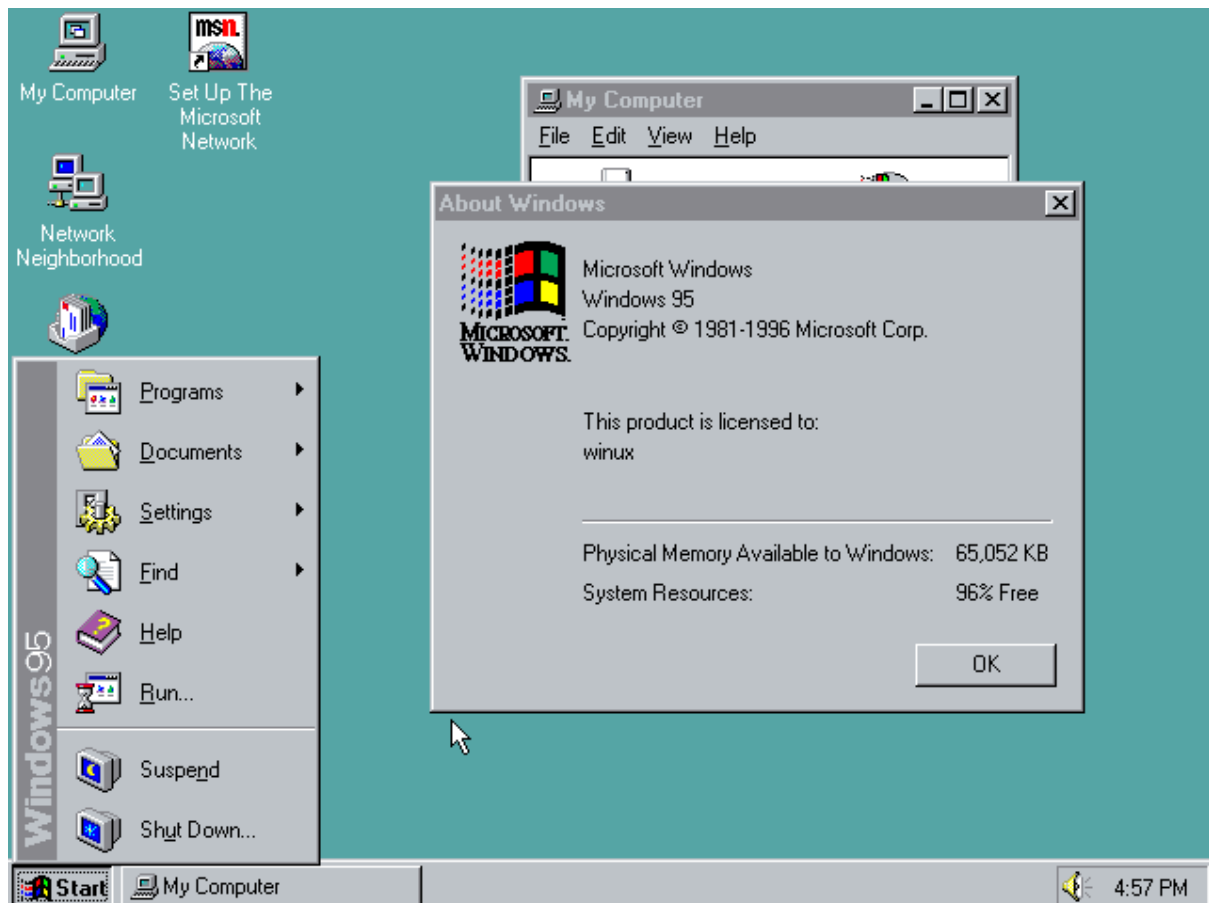 My Computer
msn.
Set Up The
Microsoft
Network
Network
Neighborhood
My Computer
File Edit View Help
About Windows
MICROSOFT.
WINDOWS.
Microsoft Windows
Windows 95
Copyright © 1981-1996 Microsoft Corp.
This product is licensed to:
winux
Physical Memory Available to Windows: 65,052 KB
System Resources: 96% Free
OK
Programs
Documents
Settings
Find
Help
Run...
Suspend
Shut Down...
Windows95
Start
My Computer
4:57 PM